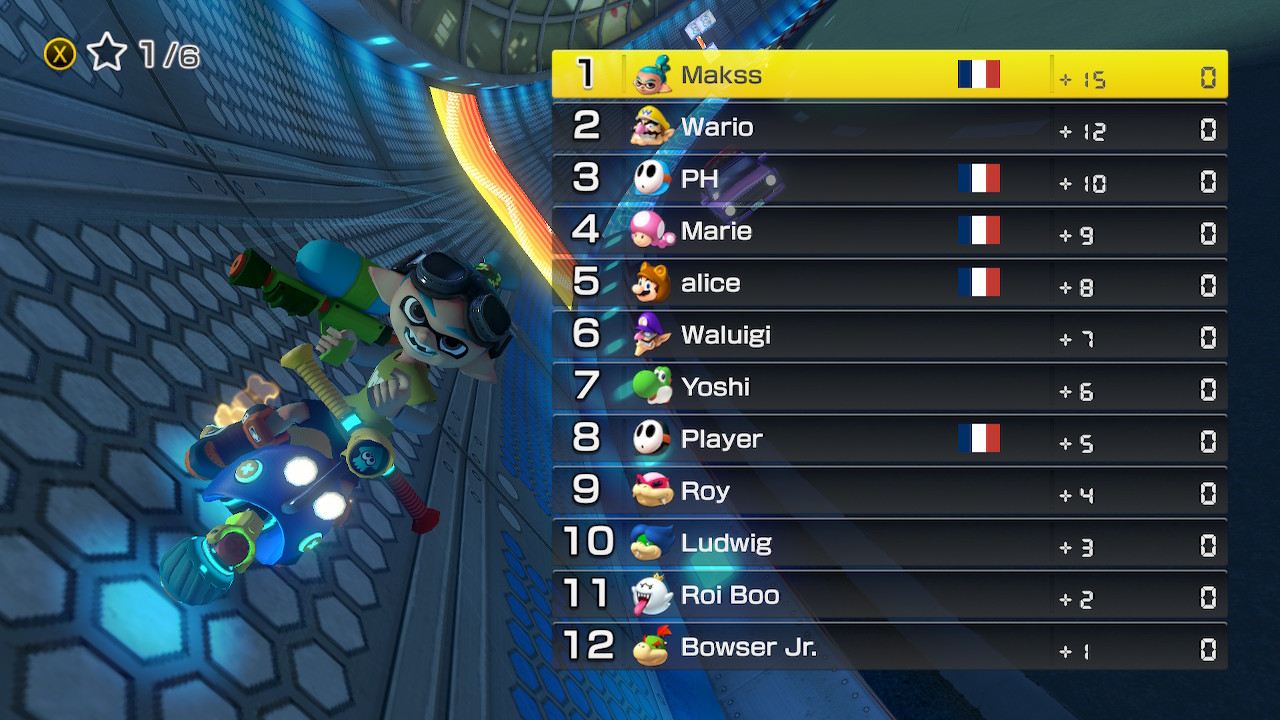 X 1/6
1 Makss +15 0
2 Wario +12 0
3 PH +10 0
4 Marie +9 0
5 alice +8 0
6 Waluigi +7 0
7 Yoshi +6 0
8 Player +5 0
9 Roy +4 0
10 Ludwig +3 0
11 Roi Boo +2 0
12 Bowser Jr. +1 0